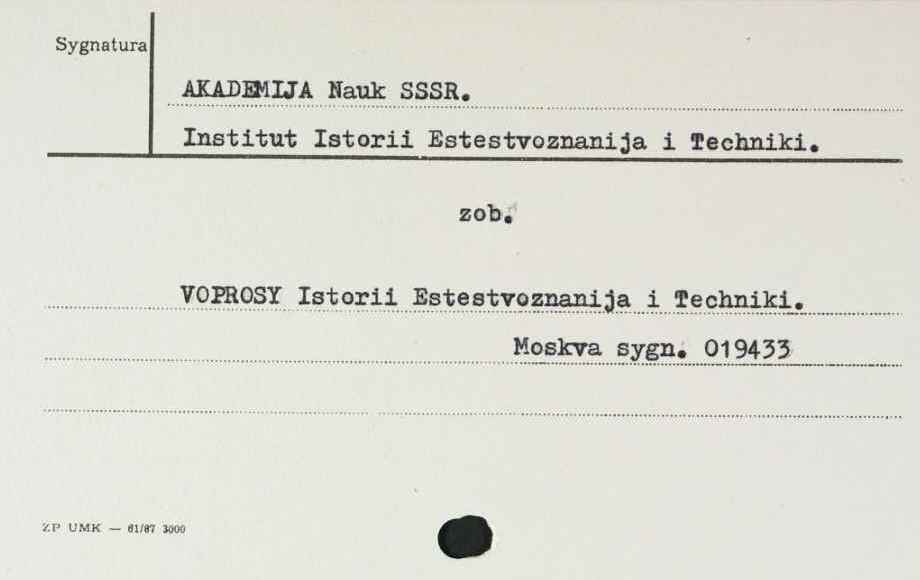 Sygnatura
AKADEMIJA Nauk SSSR.
Institut Istorii Estestvoznanija i Techniki.
zob.
VOPROSY Istorii Estestvoznanija i Techniki.
Moskva sygn. 019433
ZP UMK — 61/87 3000